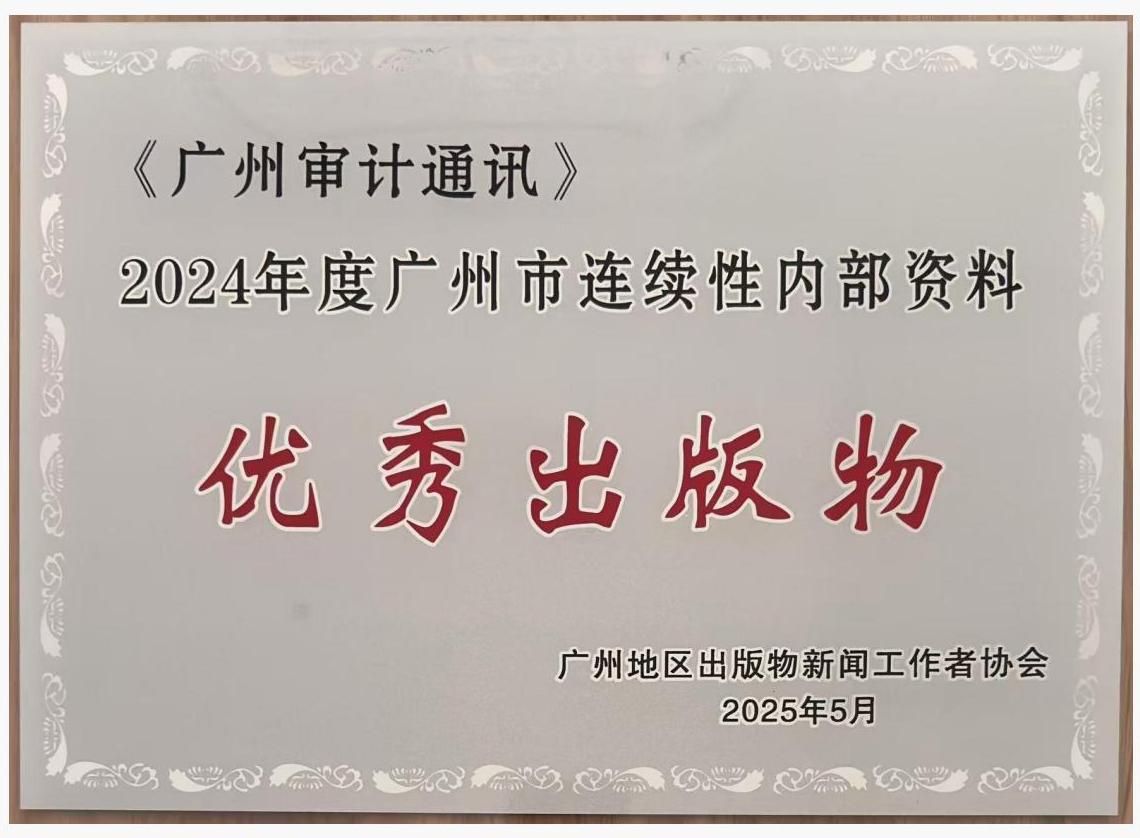 《广州审计通讯》
2024年度广州市连续性内部资料
优秀出版物
广州地区出版物新闻工作者协会
2025年5月